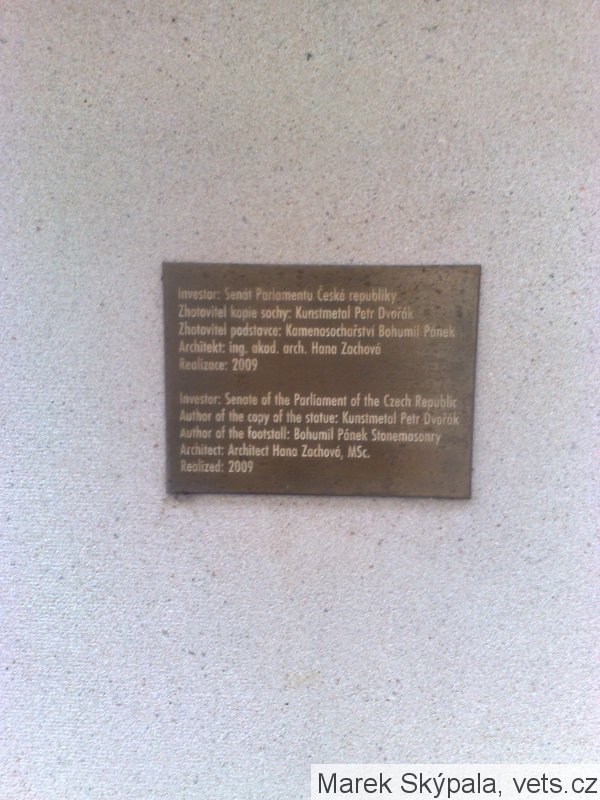 Investor: Senát Parlamentu České republiky
Zhotovitel kopie sochy: Kunstmetal Petr Dvořák
Zhotovitel podstavce: Kamenosochařství Bohumil Pánek
Architekt: ing. akad. arch. Hana Zachová
Realizace: 2009
Investor: Senate of the Parliament of the Czech Republic
Author of the copy of the statue: Kunstmetal Petr Dvořák
Author of the footstall: Bohumil Pánek Stonemasonry
Architect: Architect Hana Zachová, MSc.
Realized: 2009
Marek Skýpala, vets.cz